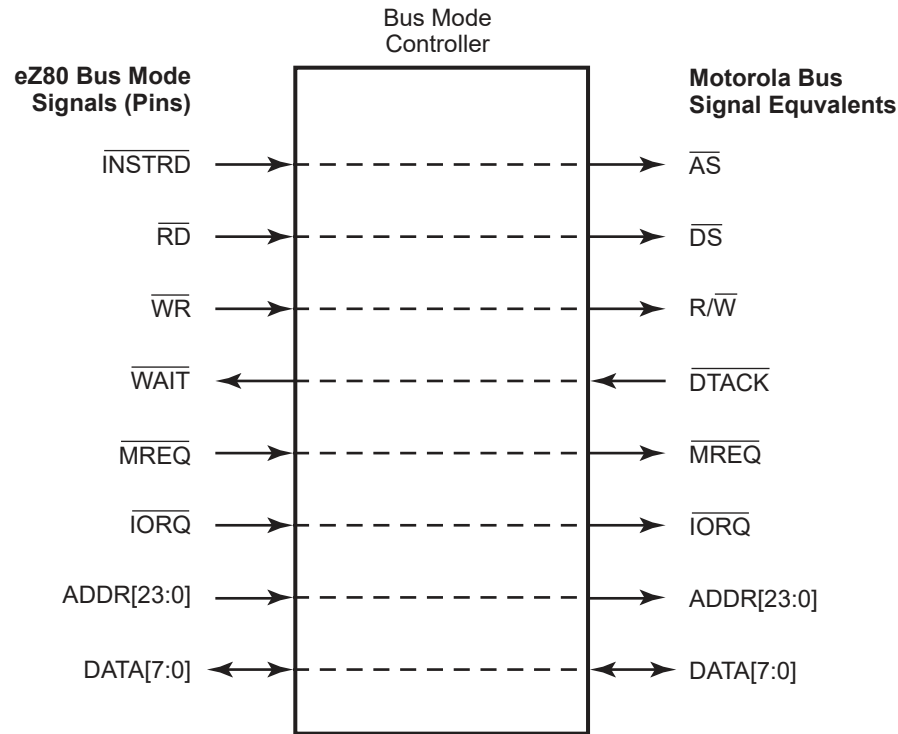 Bus Mode
Controller
eZ80 Bus Mode
Signals (Pins)
Motorola Bus
Signal Equvalents
INSTRD
AS
RD
DS
WR
R/W
WAIT
DTACK
MREQ
MREQ
IORQ
IORQ
ADDR[23:0]
ADDR[23:0]
DATA[7:0]
DATA[7:0]